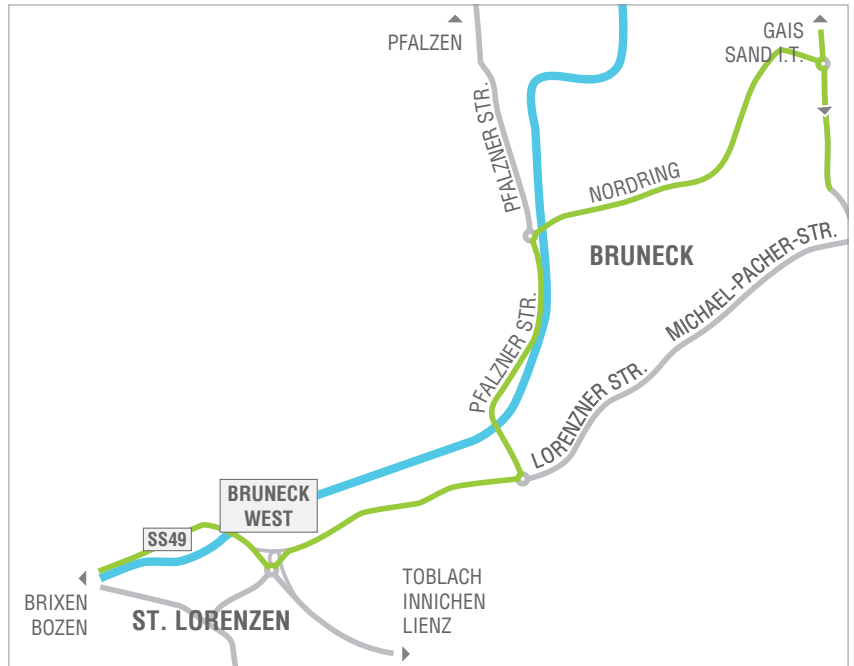 PFALZEN
GAIS
SAND I.T.
PFALZNER STR.
NORDRING
BRUNECK
MICHAEL-PACHER-STR.
PFALZNER STR.
LORENZNER STR.
BRUNECK
WEST
SS49
BRIXEN
BOZEN
ST. LORENZEN
TOBLACH
INNICHEN
LIENZ